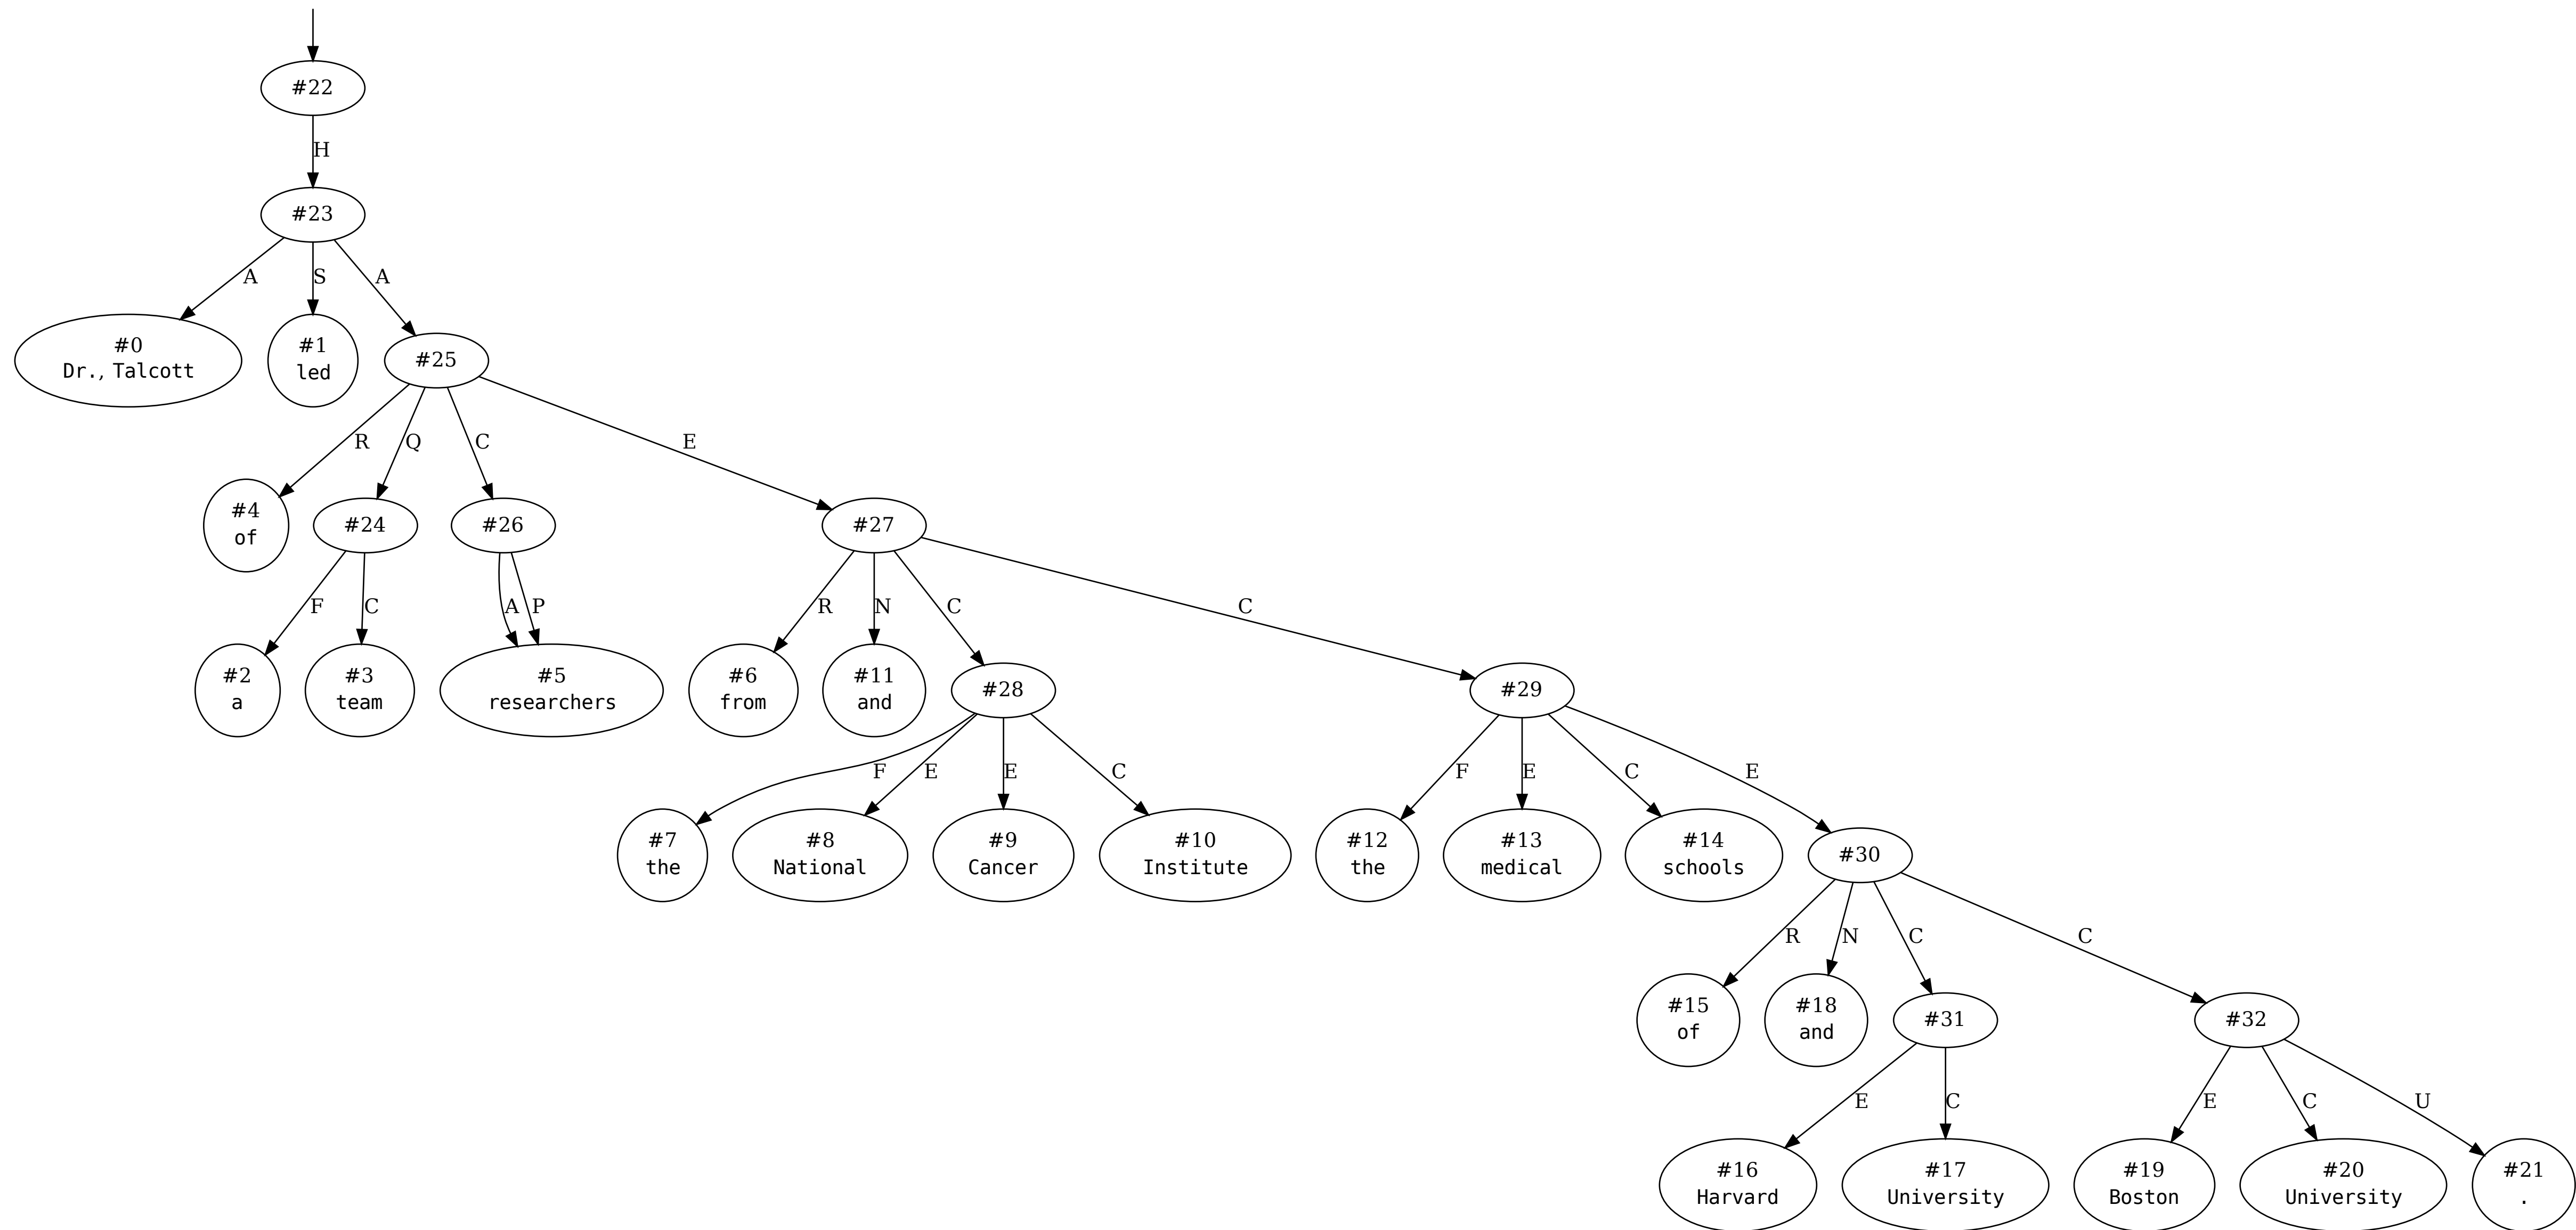 #22
H
#23
A S A
#0
Dr., Talcott
#1
led
#25
R Q C E
#4
of
#24
#26
#27
F C A P R N C C
#2
a
#3
team
#5
researchers
#6
from
#11
and
#28
#29
F E E C F E C E
#7
the
#8
National
#9
Cancer
#10
Institute
#12
the
#13
medical
#14
schools
#30
R N C C
#15
of
#18
and
#31
#32
E C E C U
#16
Harvard
#17
University
#19
Boston
#20
University
#21
.